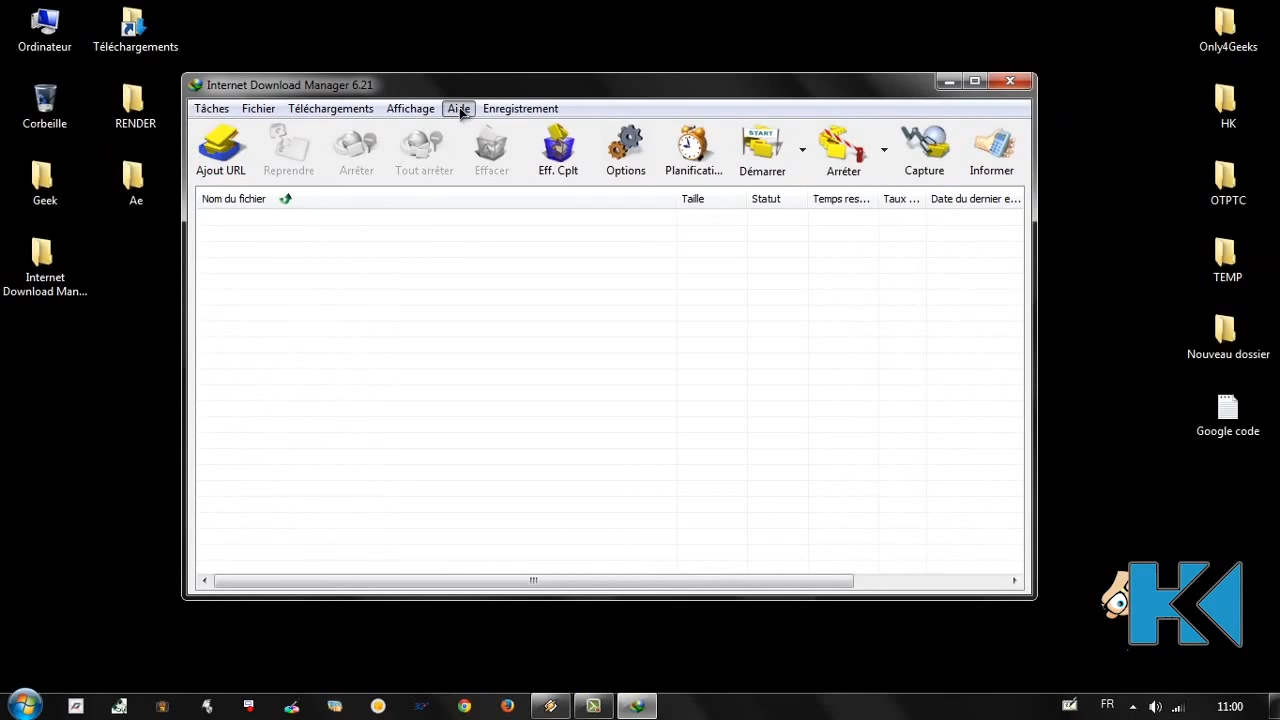 Ordinateur
Téléchargements
Only4Geeks
Internet Download Manager 6.21
Tâches Fichier Téléchargements Affichage Aide Enregistrement
Corbeille
RENDER
HK
Ajout URL Reprendre Arrêter Tout arrêter Effacer Eff. Cplt Options Planificati... START Démarrer Arrêter Capture Informer
Nom du fichier Taille Statut Temps res... Taux ... Date du dernier e...
Geek
Ae
OTPTC
Internet
Download Man...
TEMP
Nouveau dossier
Google code
K
FR 11:00